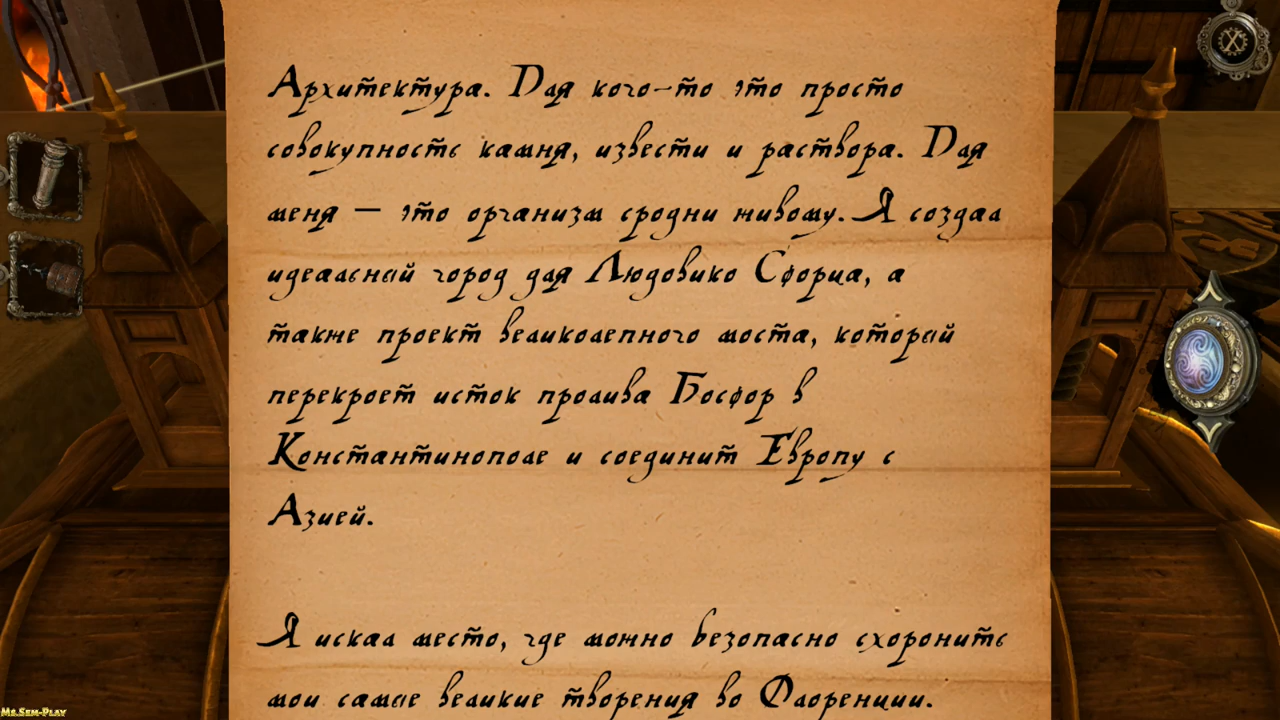 Архитектура. Для кого-то это просто
совокупность камня, извести и раствора. Для
меня — это организм сродни живому. Я создал
идеальный город для Людовико Сфорца, а
также проект великолепного моста, который
перекроет исток пролива Босфор в
Константинополе и соединит Европу с
Азией.
Я искал место, где можно безопасно схоронить
мои самые великие творения во Флоренции.
Ms.Sem-Play